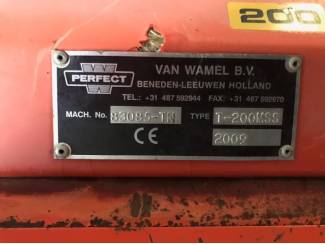 200
PERFECT
VAN WAMEL B.V.
BENEDEN-LEEUWEN HOLLAND
TEL.: +31 487 592944 FAX: +31 487 592970
MACH. No. 83085-TN TYPE T-200KSS
CE 2009